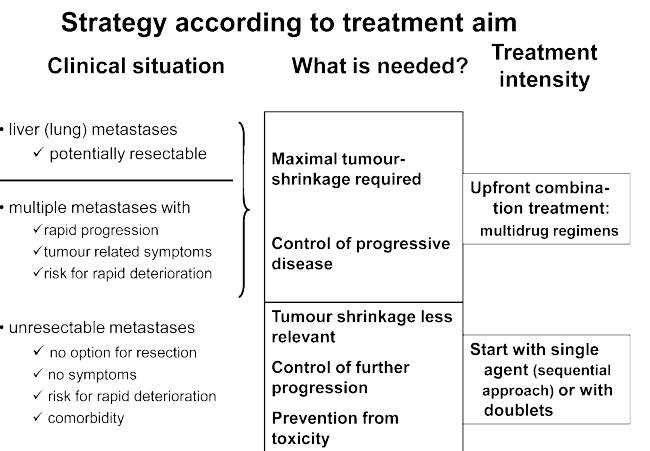 Strategy according to treatment aim
Clinical situation
What is needed?
Treatment
intensity
• liver (lung) metastases
✓ potentially resectable
• multiple metastases with
✓rapid progression
✓tumour related symptoms
✓risk for rapid deterioration
Maximal tumour-
shrinkage required
Control of progressive
disease
Upfront combina-
tion treatment:
multidrug regimens
• unresectable metastases
✓ no option for resection
✓ no symptoms
✓ risk for rapid deterioration
✓ comorbidity
Tumour shrinkage less
relevant
Control of further
progression
Prevention from
toxicity
Start with single
agent (sequential
approach) or with
doublets